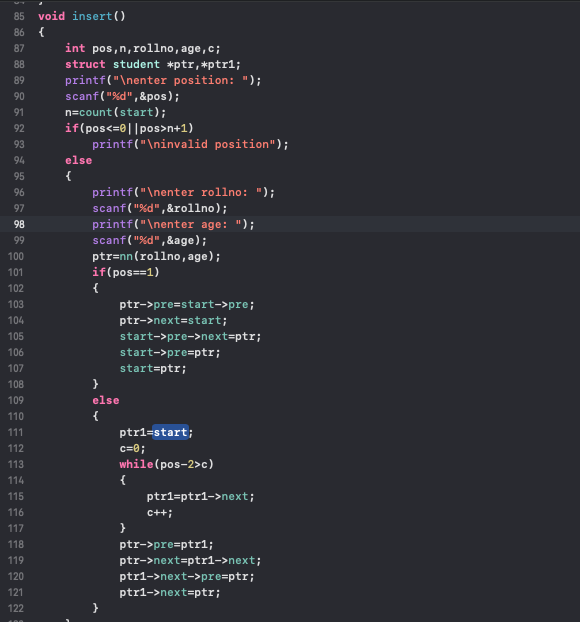 85 void insert()
86 {
87     int pos,n,rollno,age,c;
88     struct student *ptr,*ptr1;
89     printf("\nenter position: ");
90     scanf("%d",&pos);
91     n=count(start);
92     if(pos<=0||pos>n+1)
93         printf("\ninvalid position");
94     else
95     {
96         printf("\nenter rollno: ");
97         scanf("%d",&rollno);
98         printf("\nenter age: ");
99         scanf("%d",&age);
100         ptr=nn(rollno,age);
101         if(pos==1)
102         {
103             ptr->pre=start->pre;
104             ptr->next=start;
105             start->pre->next=ptr;
106             start->pre=ptr;
107             start=ptr;
108         }
109         else
110         {
111             ptr1=start;
112             c=0;
113             while(pos-2>c)
114             {
115                 ptr1=ptr1->next;
116                 c++;
117             }
118             ptr->pre=ptr1;
119             ptr->next=ptr1->next;
120             ptr1->next->pre=ptr;
121             ptr1->next=ptr;
122         }